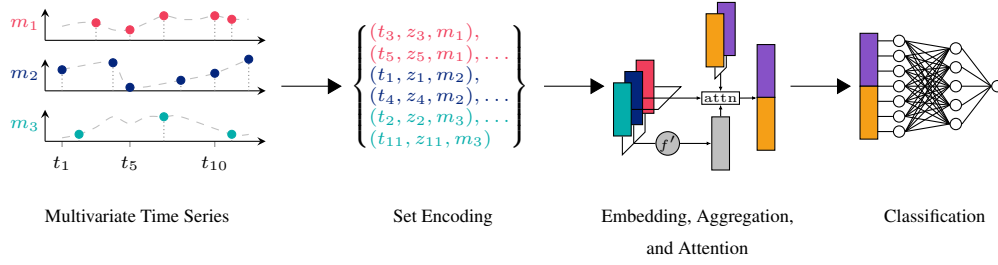 m₁
m₂
m₃
t₁ t₅ t₁₀
(t₃, z₃, m₁),
(t₅, z₅, m₁), …
(t₁, z₁, m₂),
(t₄, z₄, m₂), …
(t₂, z₂, m₃), …
(t₁₁, z₁₁, m₃)
attn
f′
Multivariate Time Series
Set Encoding
Embedding, Aggregation,
and Attention
Classification